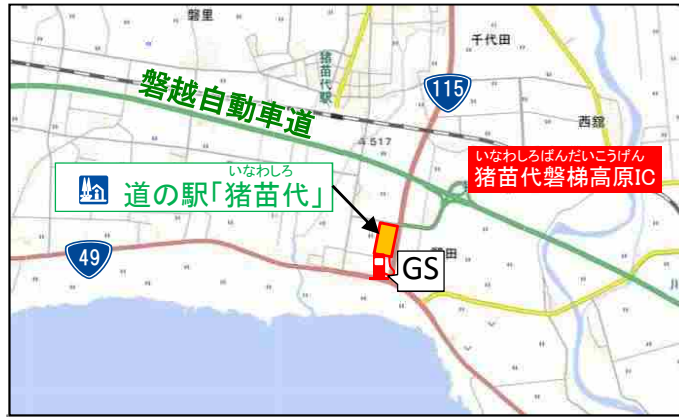 磐里
千代田
猪苗代駅
115
磐越自動車道
517
西舘
いなわしろばんだいこうげん
猪苗代磐梯高原IC
いなわしろ
道の駅「猪苗代」
49
GS
川